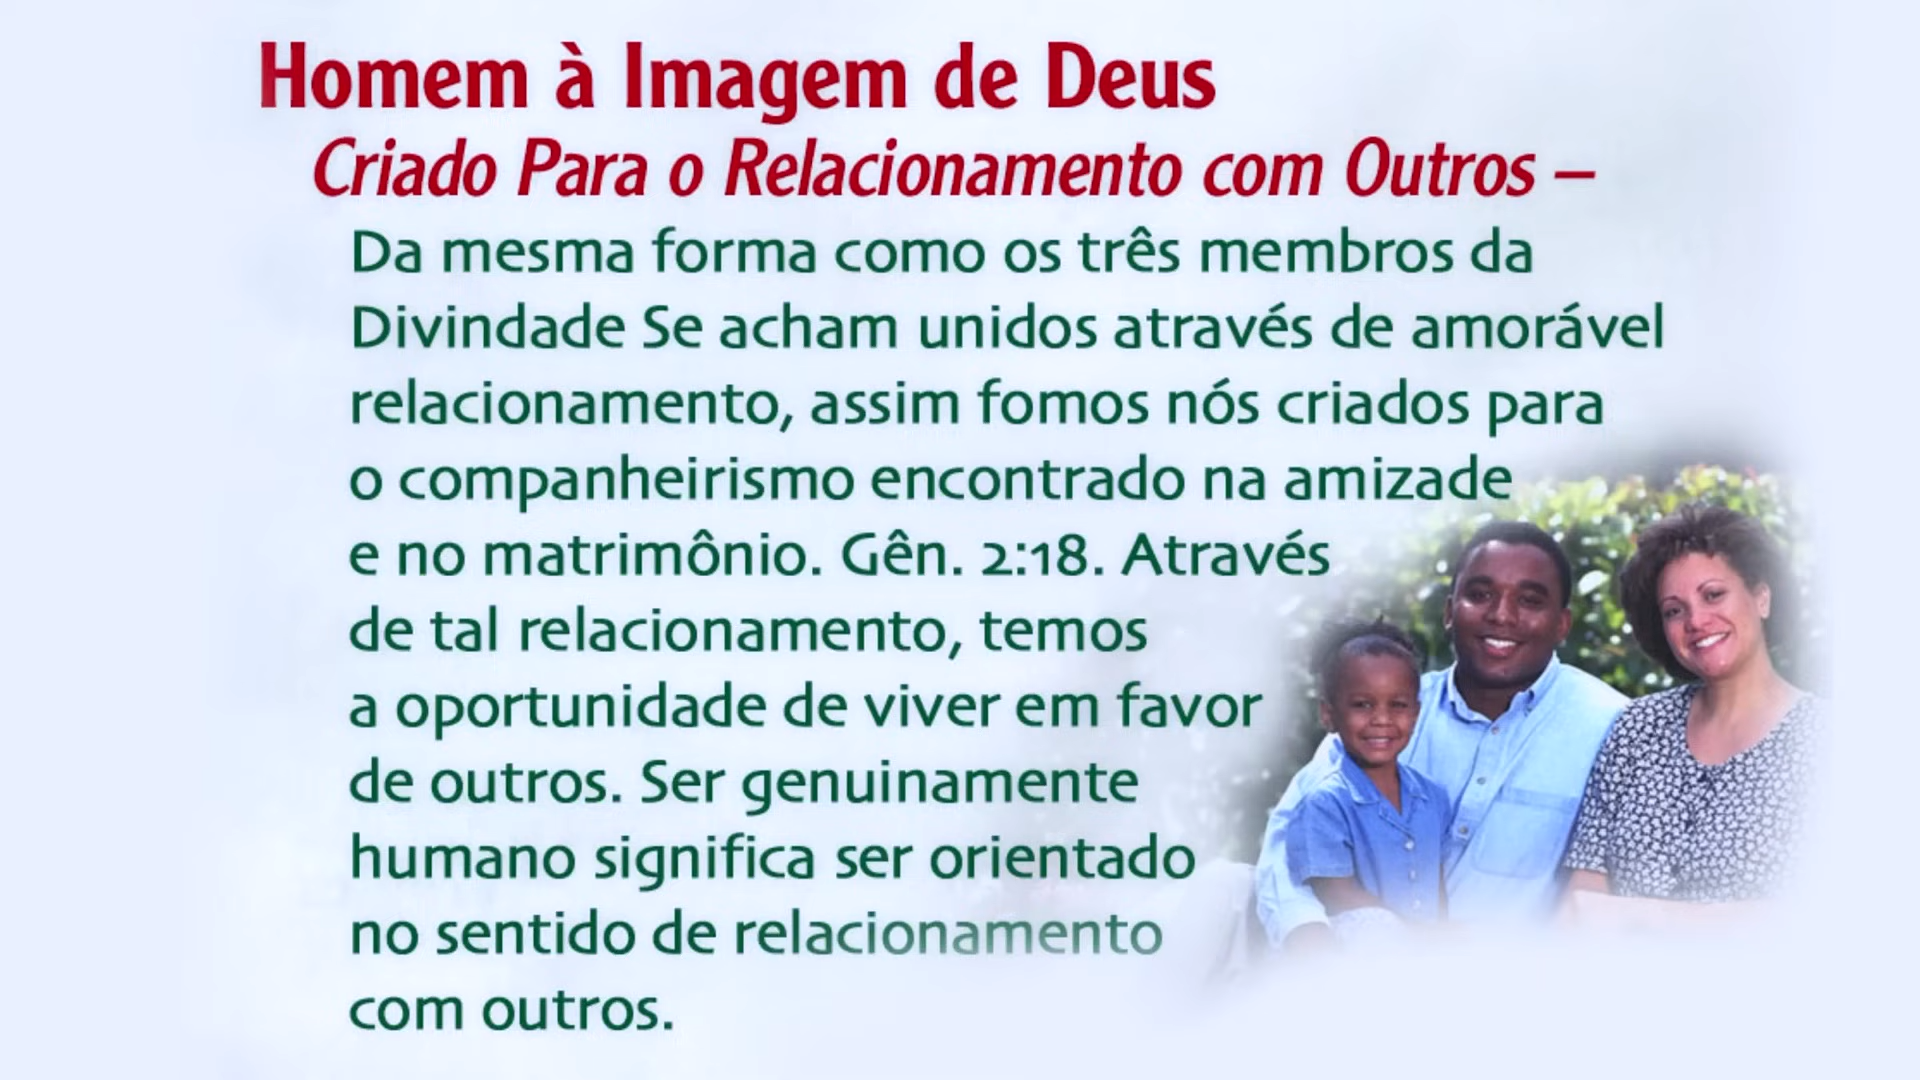 Homem à Imagem de Deus
Criado Para o Relacionamento com Outros –
Da mesma forma como os três membros da
Divindade Se acham unidos através de amorável
relacionamento, assim fomos nós criados para
o companheirismo encontrado na amizade
e no matrimônio. Gên. 2:18. Através
de tal relacionamento, temos
a oportunidade de viver em favor
de outros. Ser genuinamente
humano significa ser orientado
no sentido de relacionamento
com outros.